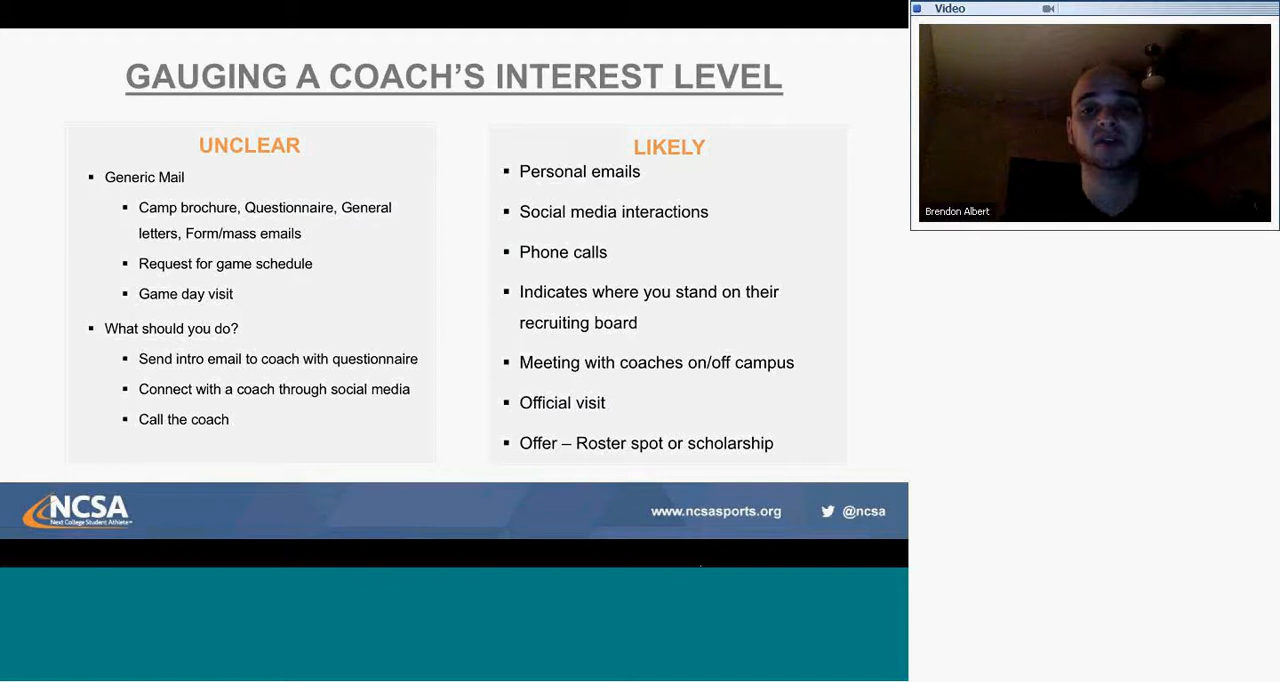 GAUGING A COACH'S INTEREST LEVEL
UNCLEAR
▪ Generic Mail
▪ Camp brochure, Questionnaire, General
letters, Form/mass emails
▪ Request for game schedule
▪ Game day visit
▪ What should you do?
▪ Send intro email to coach with questionnaire
▪ Connect with a coach through social media
▪ Call the coach
LIKELY
▪ Personal emails
▪ Social media interactions
▪ Phone calls
▪ Indicates where you stand on their
recruiting board
▪ Meeting with coaches on/off campus
▪ Official visit
▪ Offer – Roster spot or scholarship
NCSA
Next College Student Athlete
www.ncsasports.org
@ncsa
Video
Brendon Albert